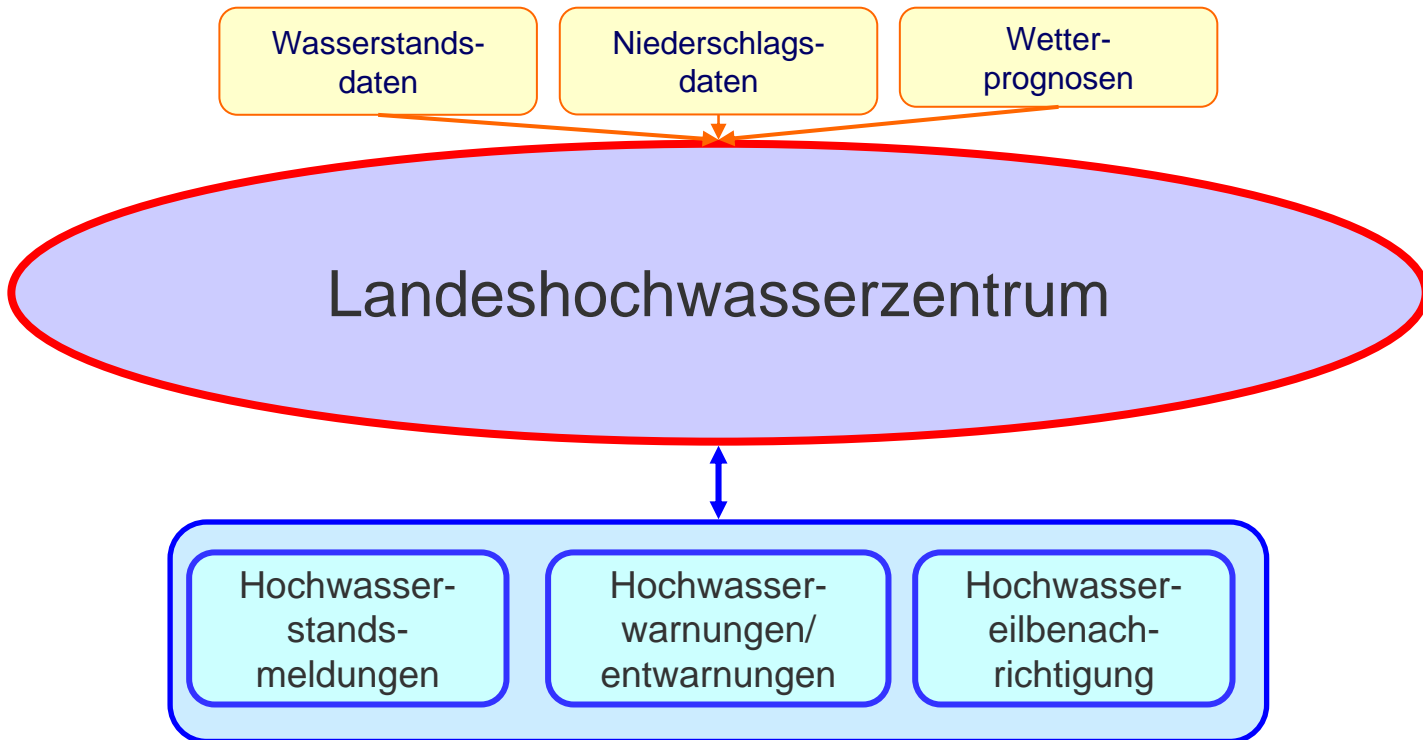 Wasserstands-
daten
Niederschlags-
daten
Wetter-
prognosen
Landeshochwasserzentrum
Hochwasser-
stands-
meldungen
Hochwasser-
warnungen/
entwarnungen
Hochwasser-
eilbenach-
richtigung